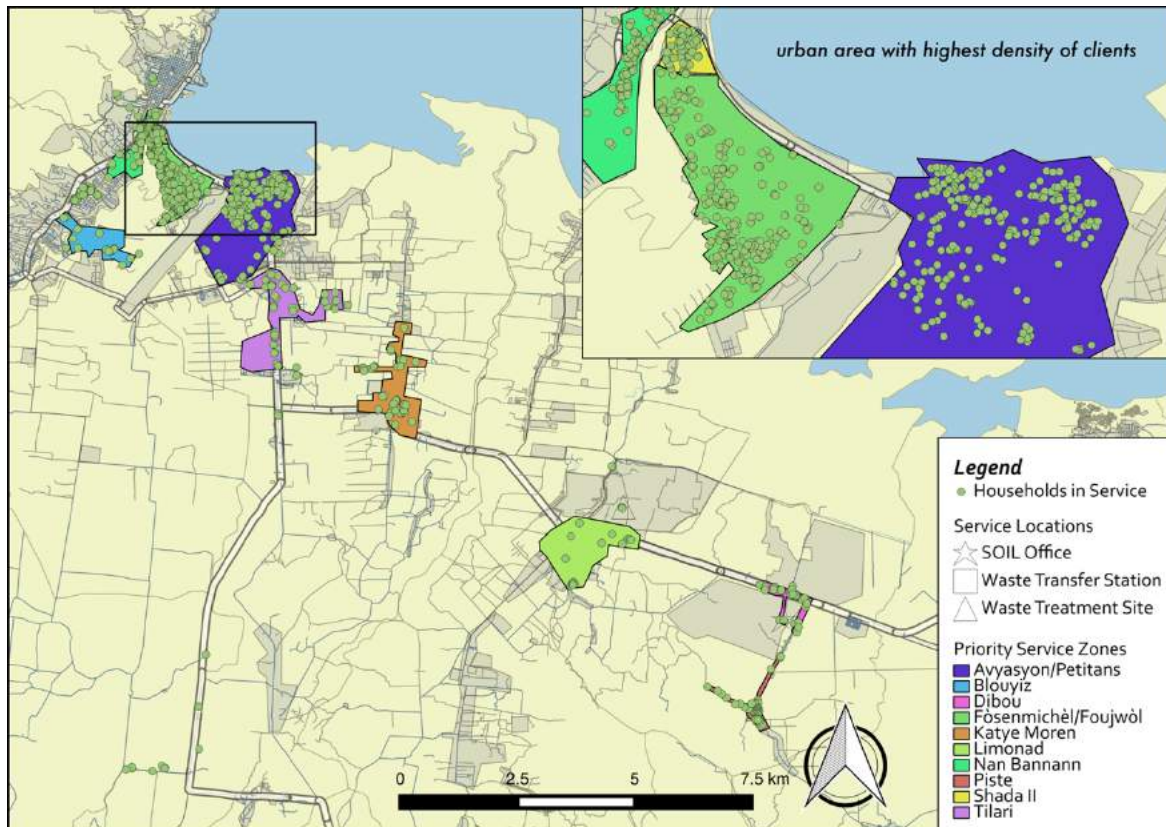 urban area with highest density of clients
Legend
Households in Service
Service Locations
SOIL Office
Waste Transfer Station
Waste Treatment Site
Priority Service Zones
Avyasyon/Petitans
Blouyiz
Dibou
Fòsenmichèl/Foujwòl
Katye Moren
Limonad
Nan Bannann
Piste
Shada II
Tilari
0 2.5 5 7.5 km